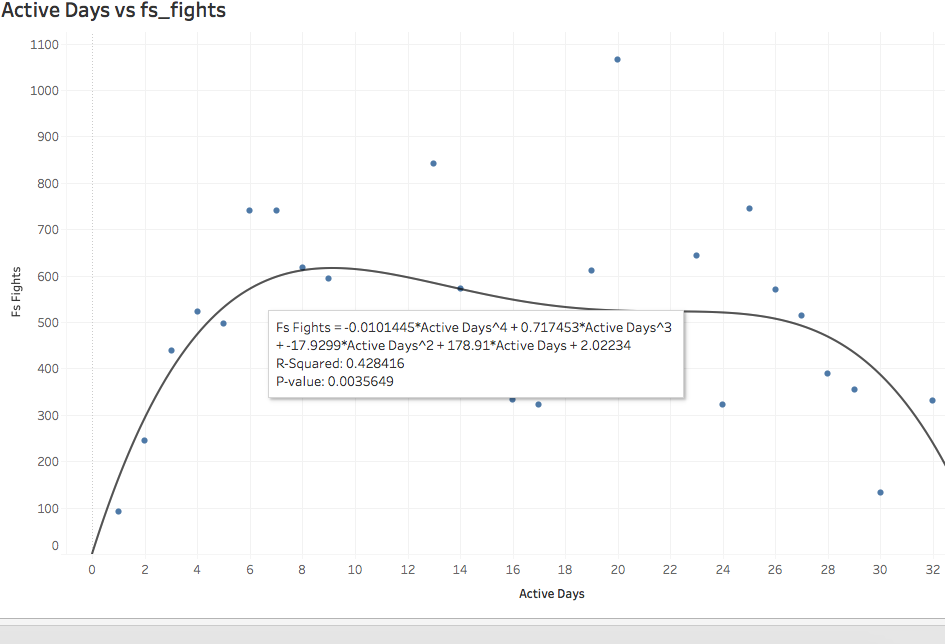 Active Days vs fs_fights
1100
1000
900
800
700
600
500
400
300
200
100
0
Fs Fights
Fs Fights = -0.0101445*Active Days^4 + 0.717453*Active Days^3
+ -17.9299*Active Days^2 + 178.91*Active Days + 2.02234
R-Squared: 0.428416
P-value: 0.0035649
0 2 4 6 8 10 12 14 16 18 20 22 24 26 28 30 32
Active Days